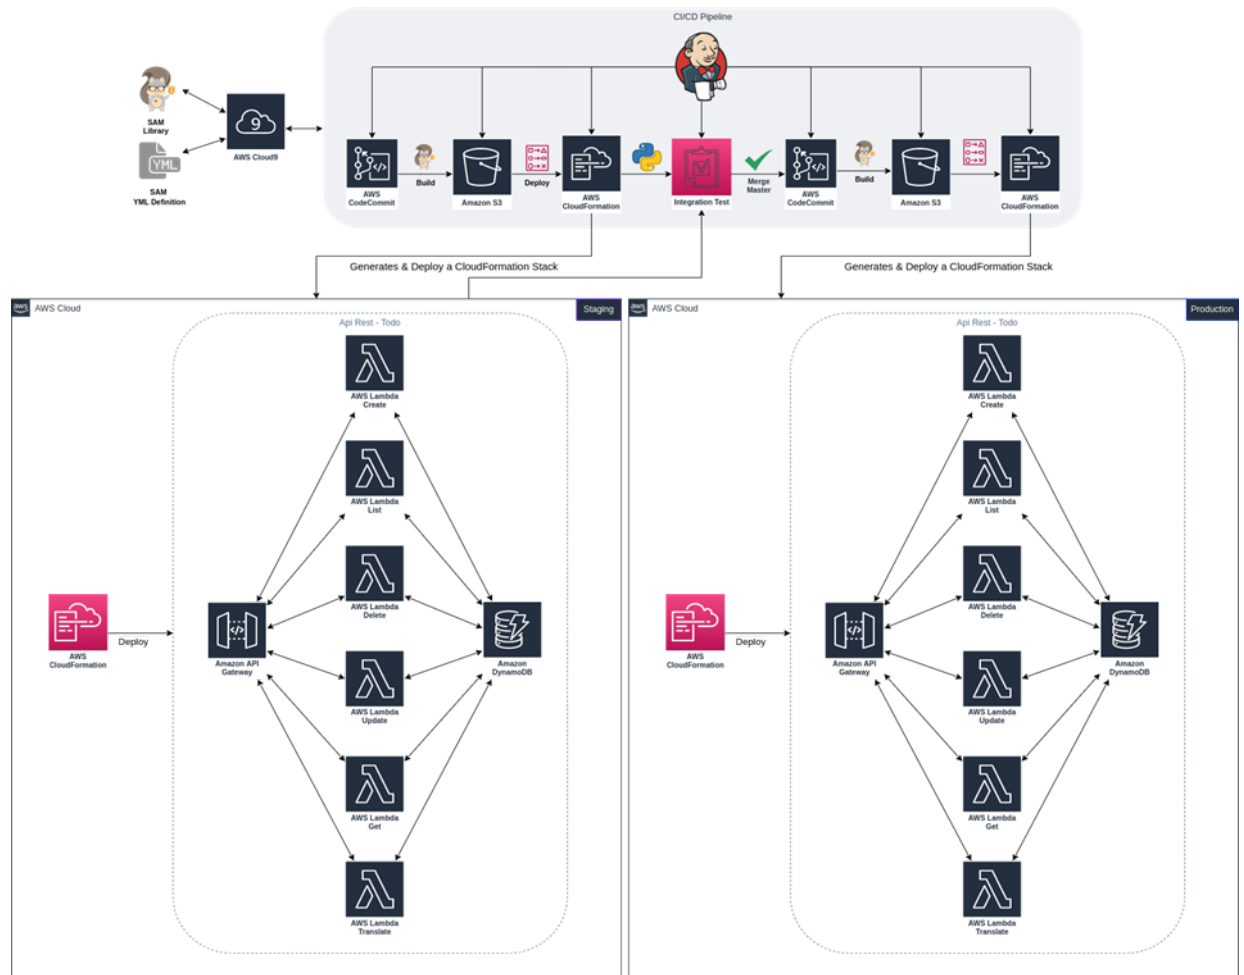 CI/CD Pipeline
SAM
Library
9
AWS Cloud9
YML
SAM
YML Definition
AWS
CodeCommit
Build
Amazon S3
Deploy
AWS
CloudFormation
Integration Test
Merge
Master
AWS
CodeCommit
Build
Amazon S3
AWS
CloudFormation
Generates & Deploy a CloudFormation Stack
Generates & Deploy a CloudFormation Stack
aws
AWS Cloud
Staging
Api Rest - Todo
AWS Lambda
Create
AWS Lambda
List
AWS Lambda
Delete
AWS
CloudFormation
Deploy
Amazon API
Gateway
Amazon
DynamoDB
AWS Lambda
Update
AWS Lambda
Get
AWS Lambda
Translate
aws
AWS Cloud
Production
Api Rest - Todo
AWS Lambda
Create
AWS Lambda
List
AWS Lambda
Delete
AWS
CloudFormation
Deploy
Amazon API
Gateway
Amazon
DynamoDB
AWS Lambda
Update
AWS Lambda
Get
AWS Lambda
Translate